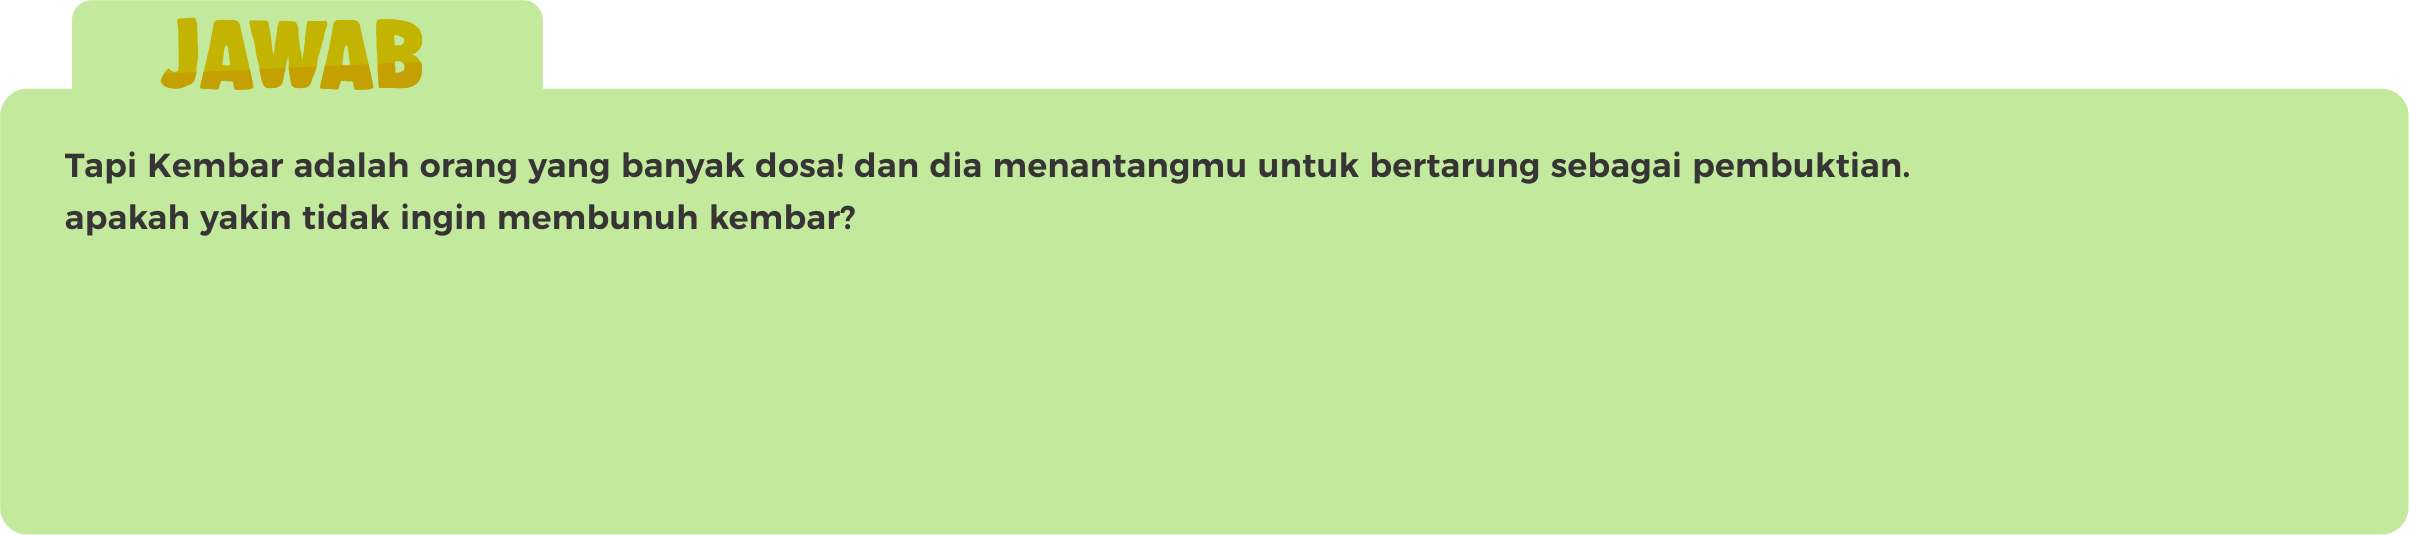 JAWAB
Tapi Kembar adalah orang yang banyak dosa! dan dia menantangmu untuk bertarung sebagai pembuktian.
apakah yakin tidak ingin membunuh kembar?